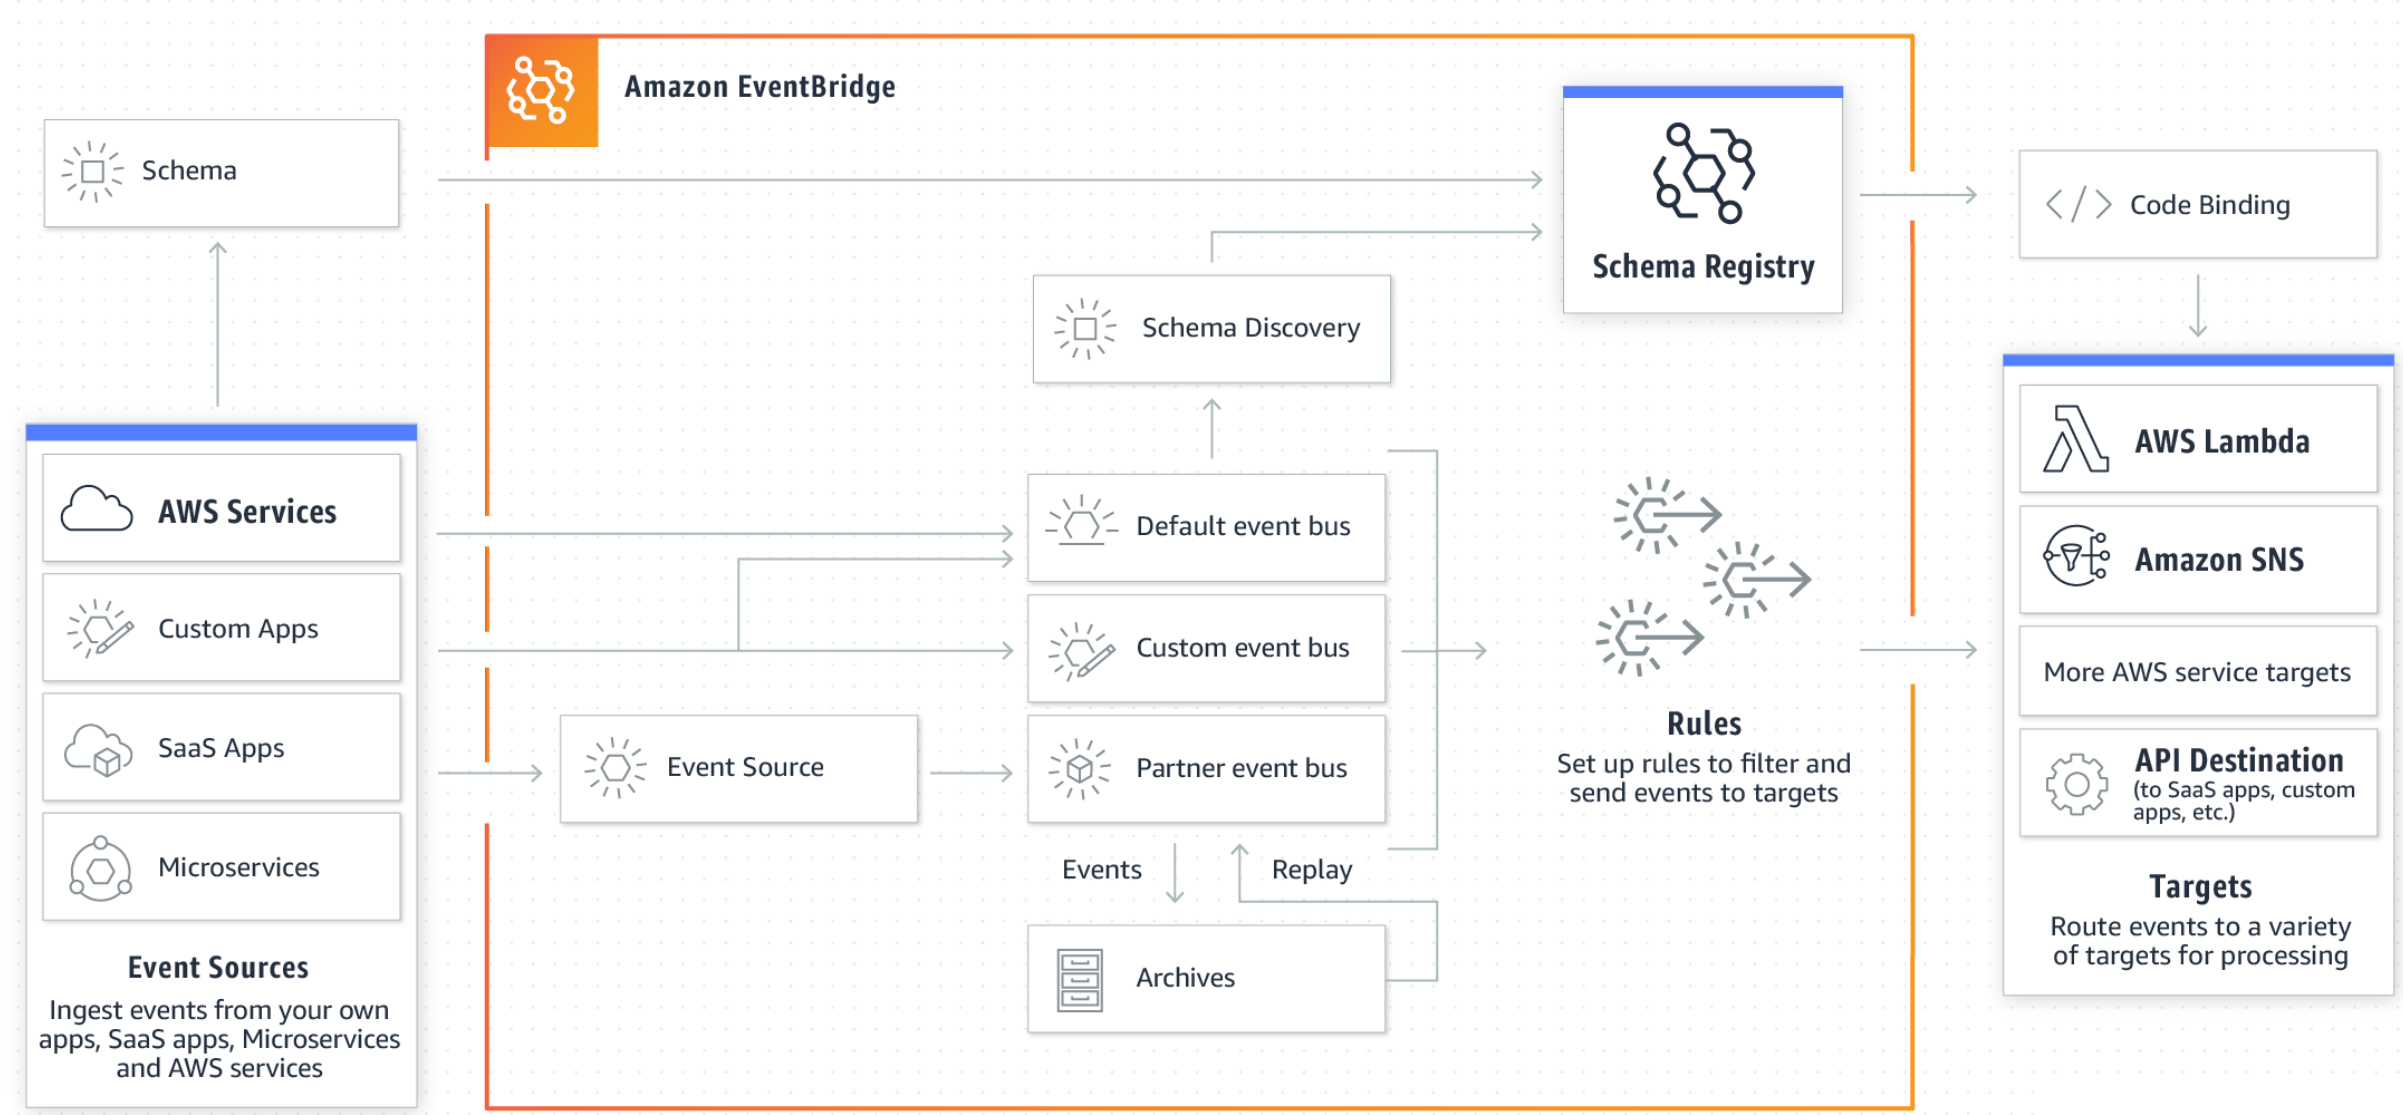 Amazon EventBridge
Schema
Schema Registry
Code Binding
Schema Discovery
AWS Services
Custom Apps
SaaS Apps
Microservices
Event Sources
Ingest events from your own
apps, SaaS apps, Microservices
and AWS services
Event Source
Default event bus
Custom event bus
Partner event bus
Events
Replay
Archives
Rules
Set up rules to filter and
send events to targets
AWS Lambda
Amazon SNS
More AWS service targets
API Destination
(to SaaS apps, custom
apps, etc.)
Targets
Route events to a variety
of targets for processing